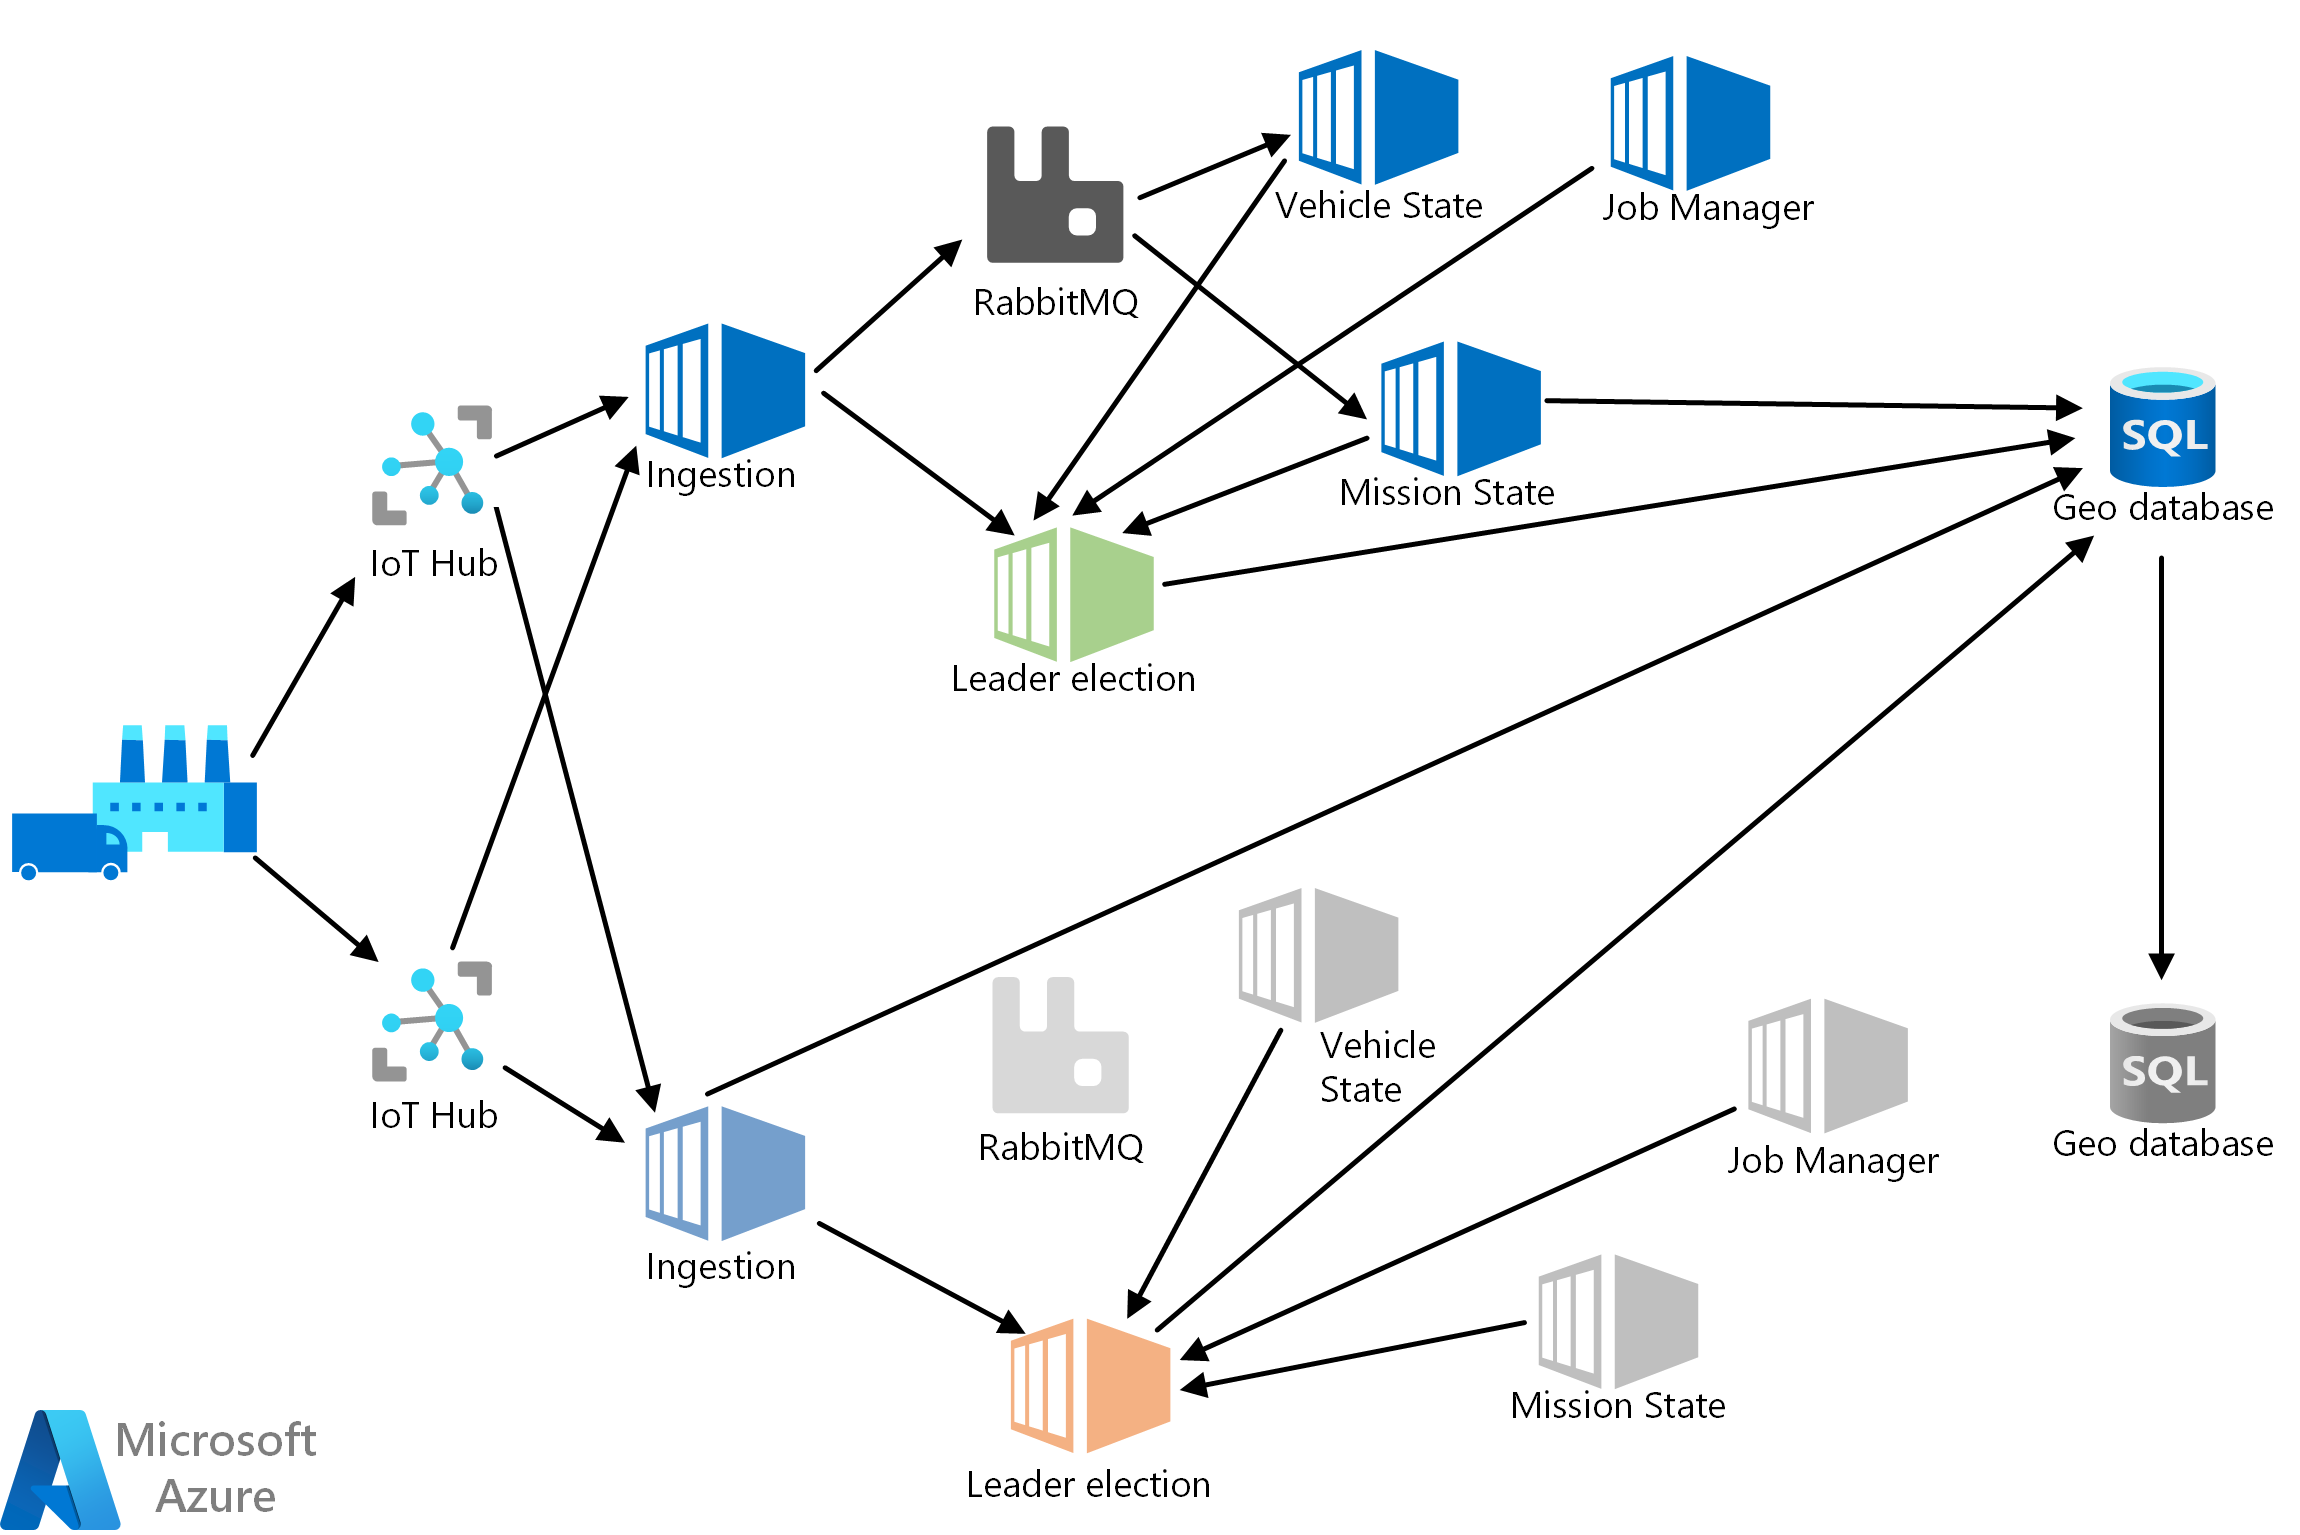 Vehicle State
Job Manager
RabbitMQ
Ingestion
Mission State
SQL
Geo database
IoT Hub
Leader election
Vehicle
State
RabbitMQ
Job Manager
SQL
Geo database
IoT Hub
Ingestion
Mission State
Leader election
Microsoft
Azure